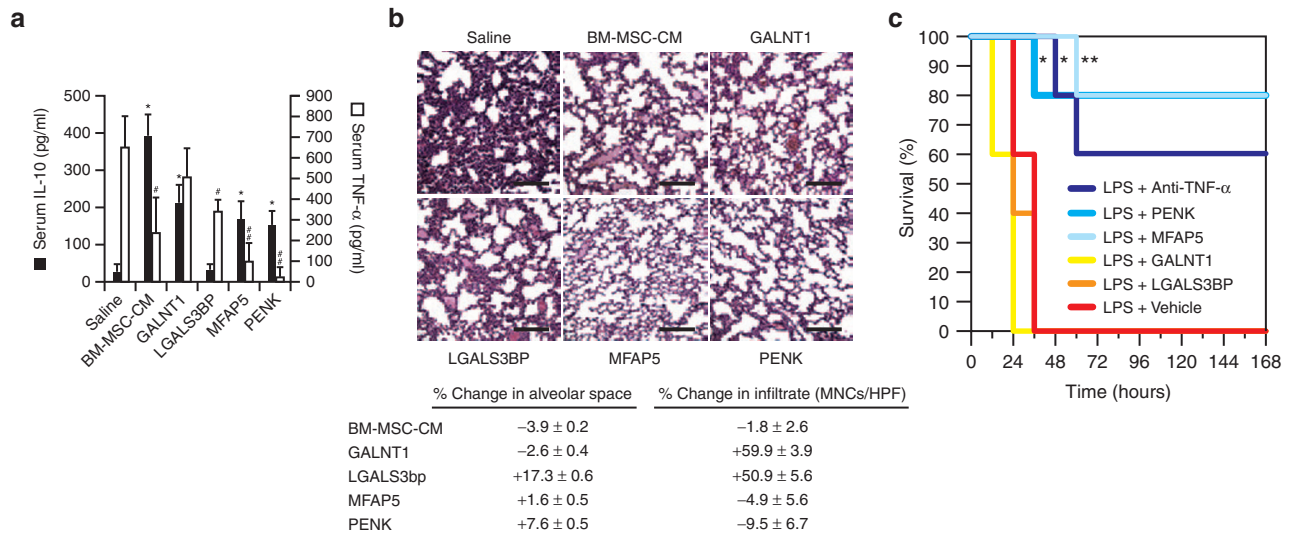 a
Serum IL-10 (pg/ml)
500
400
300
200
100
0
*
#
*
#
*
##
*
##
900
800
700
600
500
400
300
200
100
0
Serum TNF-α
(pg/ml)
Saline
BM-MSC-CM
GALNT1
LGALS3BP
MFAP5
PENK
b
Saline BM-MSC-CM GALNT1
LGALS3BP MFAP5 PENK
% Change in alveolar space % Change in infiltrate (MNCs/HPF)
BM-MSC-CM −3.9 ± 0.2 −1.8 ± 2.6
GALNT1 −2.6 ± 0.4 +59.9 ± 3.9
LGALS3bp +17.3 ± 0.6 +50.9 ± 5.6
MFAP5 +1.6 ± 0.5 −4.9 ± 5.6
PENK +7.6 ± 0.5 −9.5 ± 6.7
c
Survival (%)
100
90
80
70
60
50
40
30
20
10
0
* * **
LPS + Anti-TNF-α
LPS + PENK
LPS + MFAP5
LPS + GALNT1
LPS + LGALS3BP
LPS + Vehicle
0 24 48 72 96 120 144 168
Time (hours)